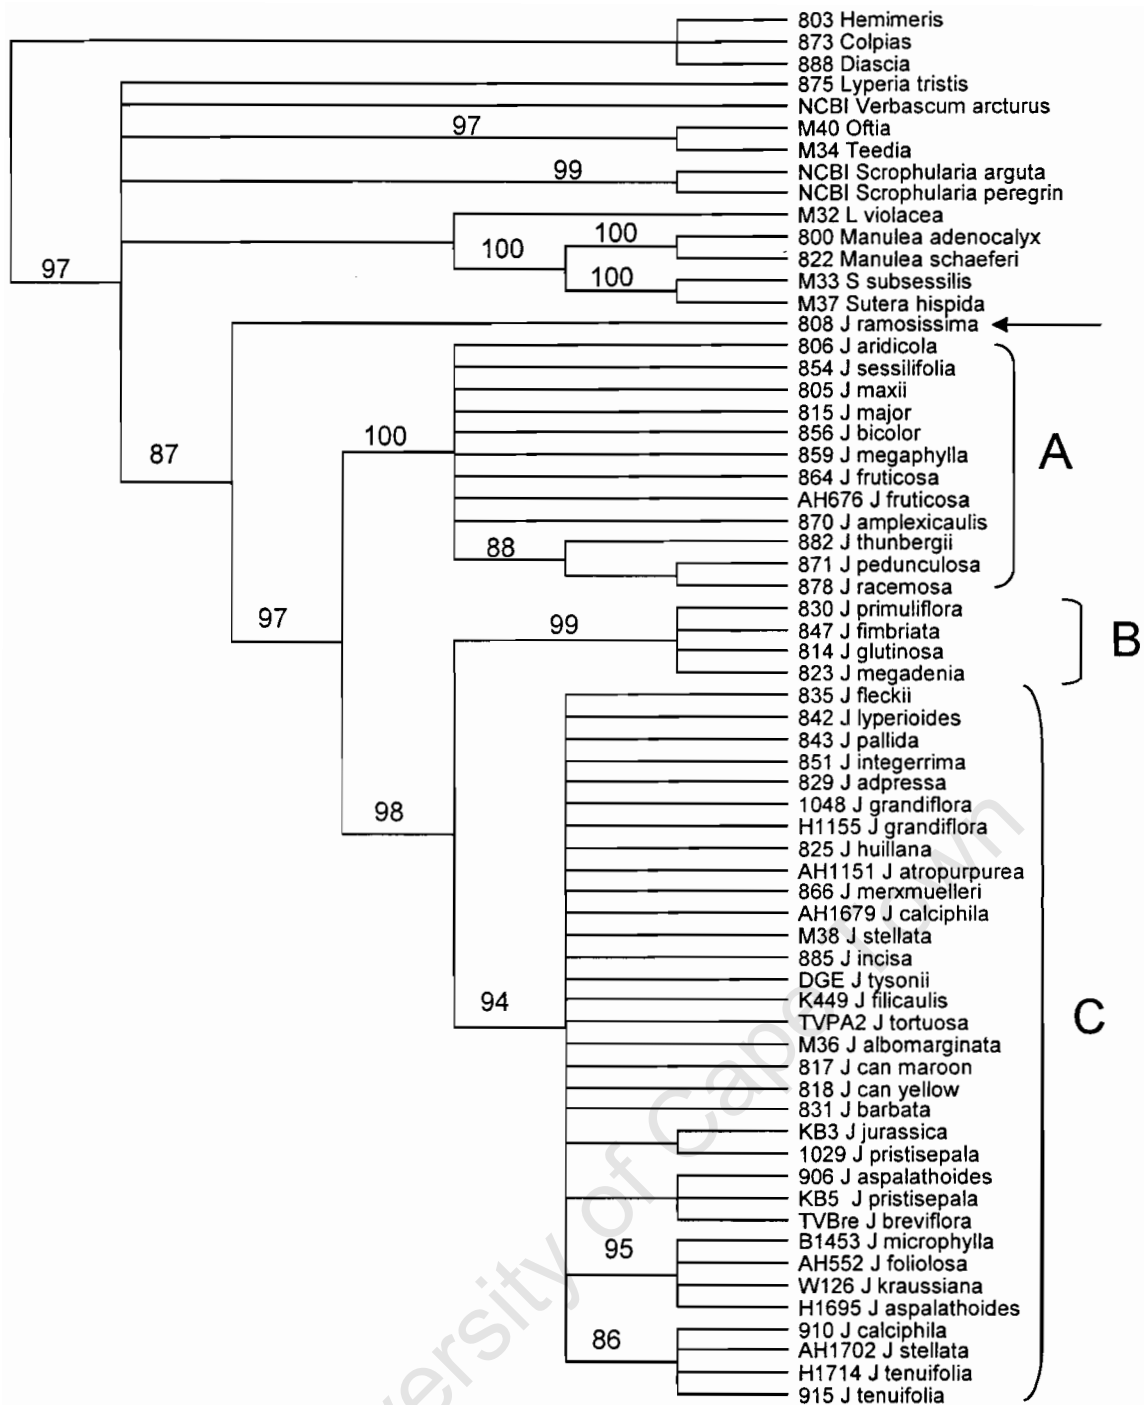 803 Hemimeris
873 Colpias
888 Diascia
875 Lyperia tristis
NCBI Verbascum arcturus
97
M40 Oftia
M34 Teedia
99
NCBI Scrophularia arguta
NCBI Scrophularia peregrin
M32 L violacea
100
100
800 Manulea adenocalyx
822 Manulea schaeferi
97
100
M33 S subsessilis
M37 Sutera hispida
808 J ramosissima
806 J aridicola
854 J sessilifolia
805 J maxii
815 J major
100
856 J bicolor
87
859 J megaphylla
A
864 J fruticosa
AH676 J fruticosa
870 J amplexicaulis
88
882 J thunbergii
871 J pedunculosa
878 J racemosa
97
99
830 J primuliflora
847 J fimbriata
B
814 J glutinosa
823 J megadenia
835 J fleckii
842 J lyperioides
843 J pallida
851 J integerrima
829 J adpressa
98
1048 J grandiflora
H1155 J grandiflora
825 J huillana
AH1151 J atropurpurea
866 J merxmuelleri
AH1679 J calciphila
M38 J stellata
885 J incisa
DGE J tysonii
94
K449 J filicaulis
TVPA2 J tortuosa
C
M36 J albomarginata
817 J can maroon
818 J can yellow
831 J barbata
KB3 J jurassica
1029 J pristisepala
906 J aspalathoides
KB5 J pristisepala
TVBre J breviflora
95
B1453 J microphylla
AH552 J foliolosa
W126 J kraussiana
H1695 J aspalathoides
86
910 J calciphila
AH1702 J stellata
H1714 J tenuifolia
915 J tenuifolia
versity of Cape Town